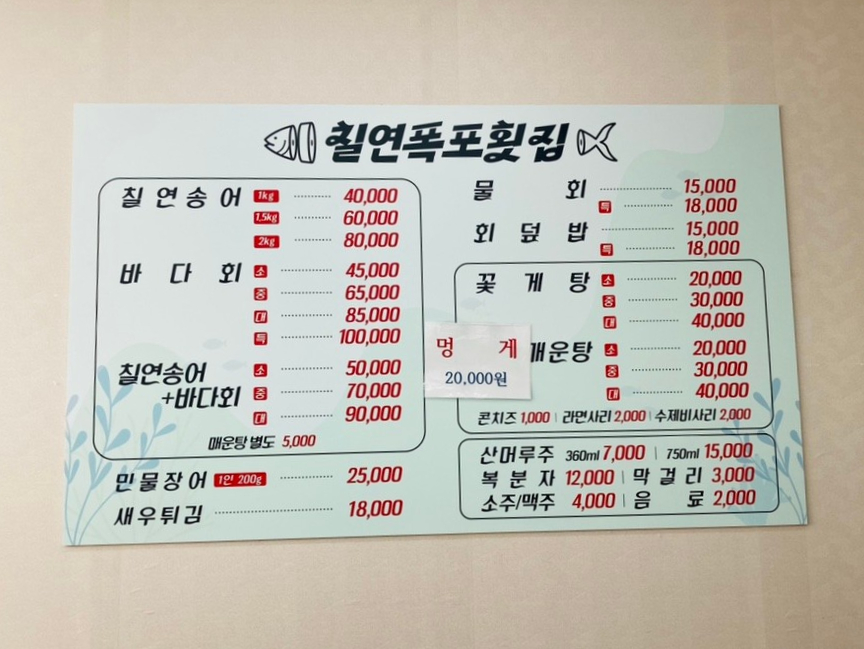 칠연폭포횟집
칠연송어 1kg 40,000
1,5kg 60,000
2kg 80,000
바다회 소 45,000
중 65,000
대 85,000
특 100,000
칠연송어
+바다회
소 50,000
중 70,000
대 90,000
매운탕 별도 5,000
민물장어 1인 200g 25,000
새우튀김 18,000
물회 15,000
특 18,000
회덮밥 15,000
특 18,000
꽃게탕 소 20,000
중 30,000
대 40,000
멍게
20,000원
매운탕 소 20,000
중 30,000
대 40,000
콘치즈 1,000 | 라면사리 2,000 | 수제비사리 2,000
산머루주 360ml 7,000 | 750ml 15,000
복분자 12,000 | 막걸리 3,000
소주/맥주 4,000 | 음료 2,000